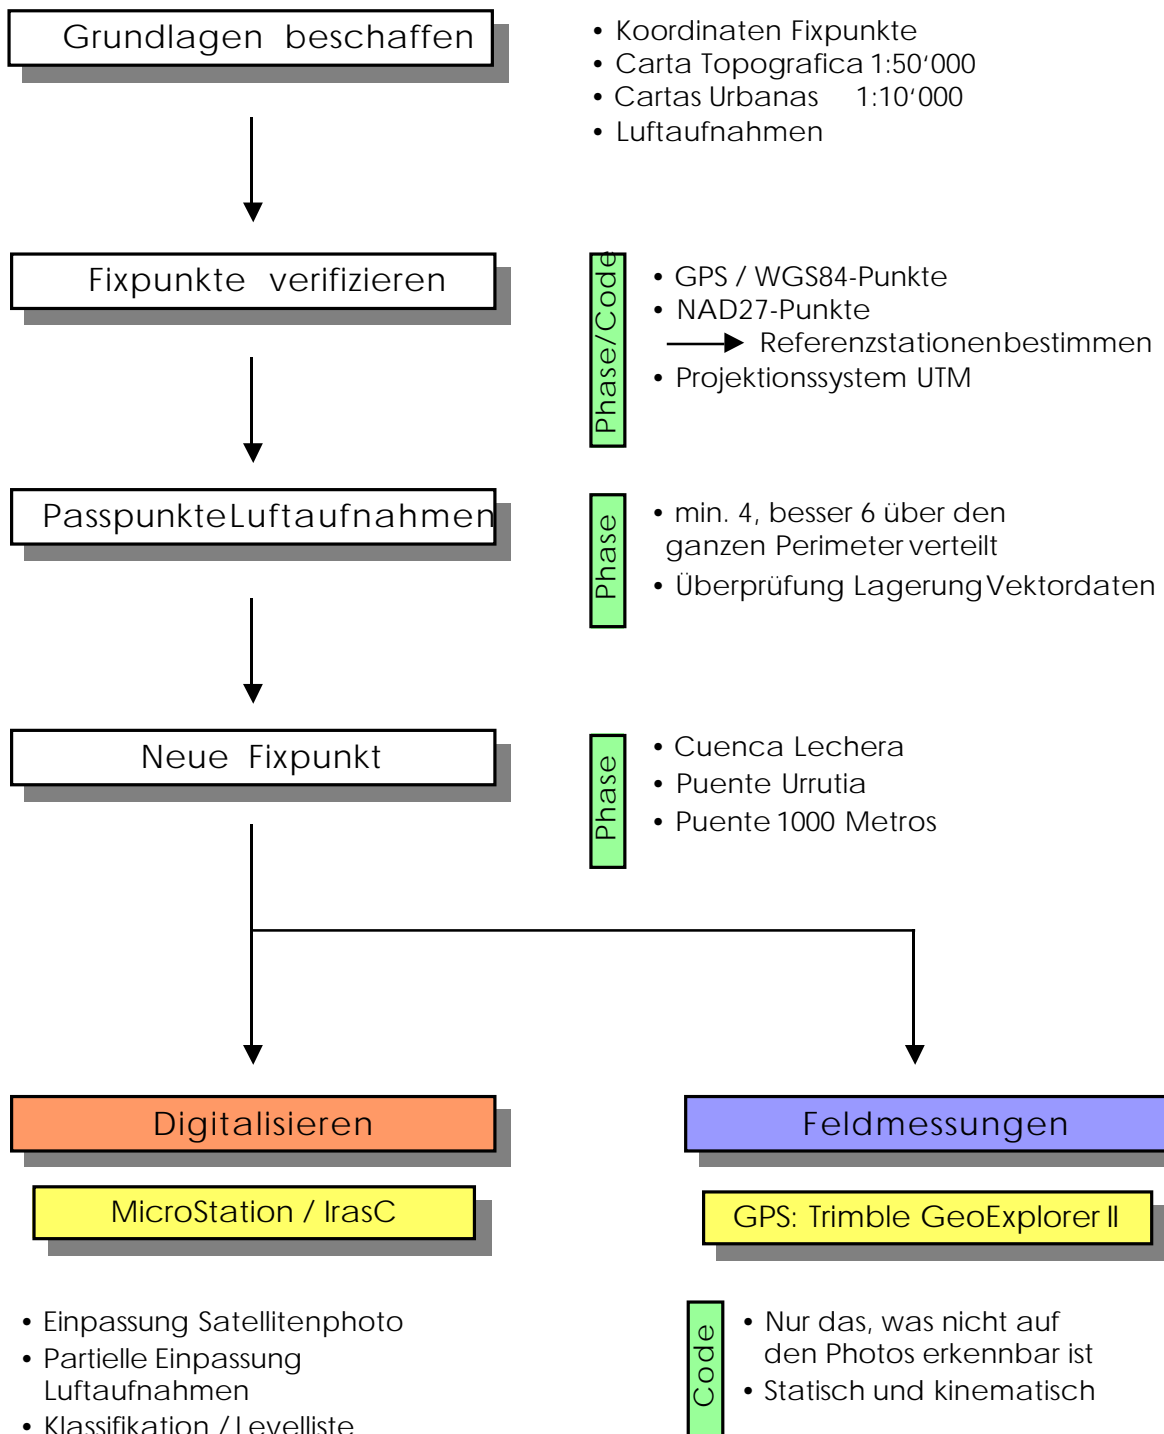 Grundlagen beschaffen
• Koordinaten Fixpunkte
• Carta Topografica 1:50‘000
• Cartas Urbanas 1:10‘000
• Luftaufnahmen
Fixpunkte verifizieren
Phase/Code
• GPS / WGS84-Punkte
• NAD27-Punkte
Referenzstationenbestimmen
• Projektionssystem UTM
PasspunkteLuftaufnahmen
Phase
• min. 4, besser 6 über den
ganzen Perimeter verteilt
• Überprüfung Lagerung Vektordaten
Neue Fixpunkt
Phase
• Cuenca Lechera
• Puente Urrutia
• Puente 1000 Metros
Digitalisieren
MicroStation / IrasC
• Einpassung Satellitenphoto
• Partielle Einpassung
Luftaufnahmen
• Klassifikation / Levelliste
Feldmessungen
GPS: Trimble GeoExplorer II
Code
• Nur das, was nicht auf
den Photos erkennbar ist
• Statisch und kinematisch